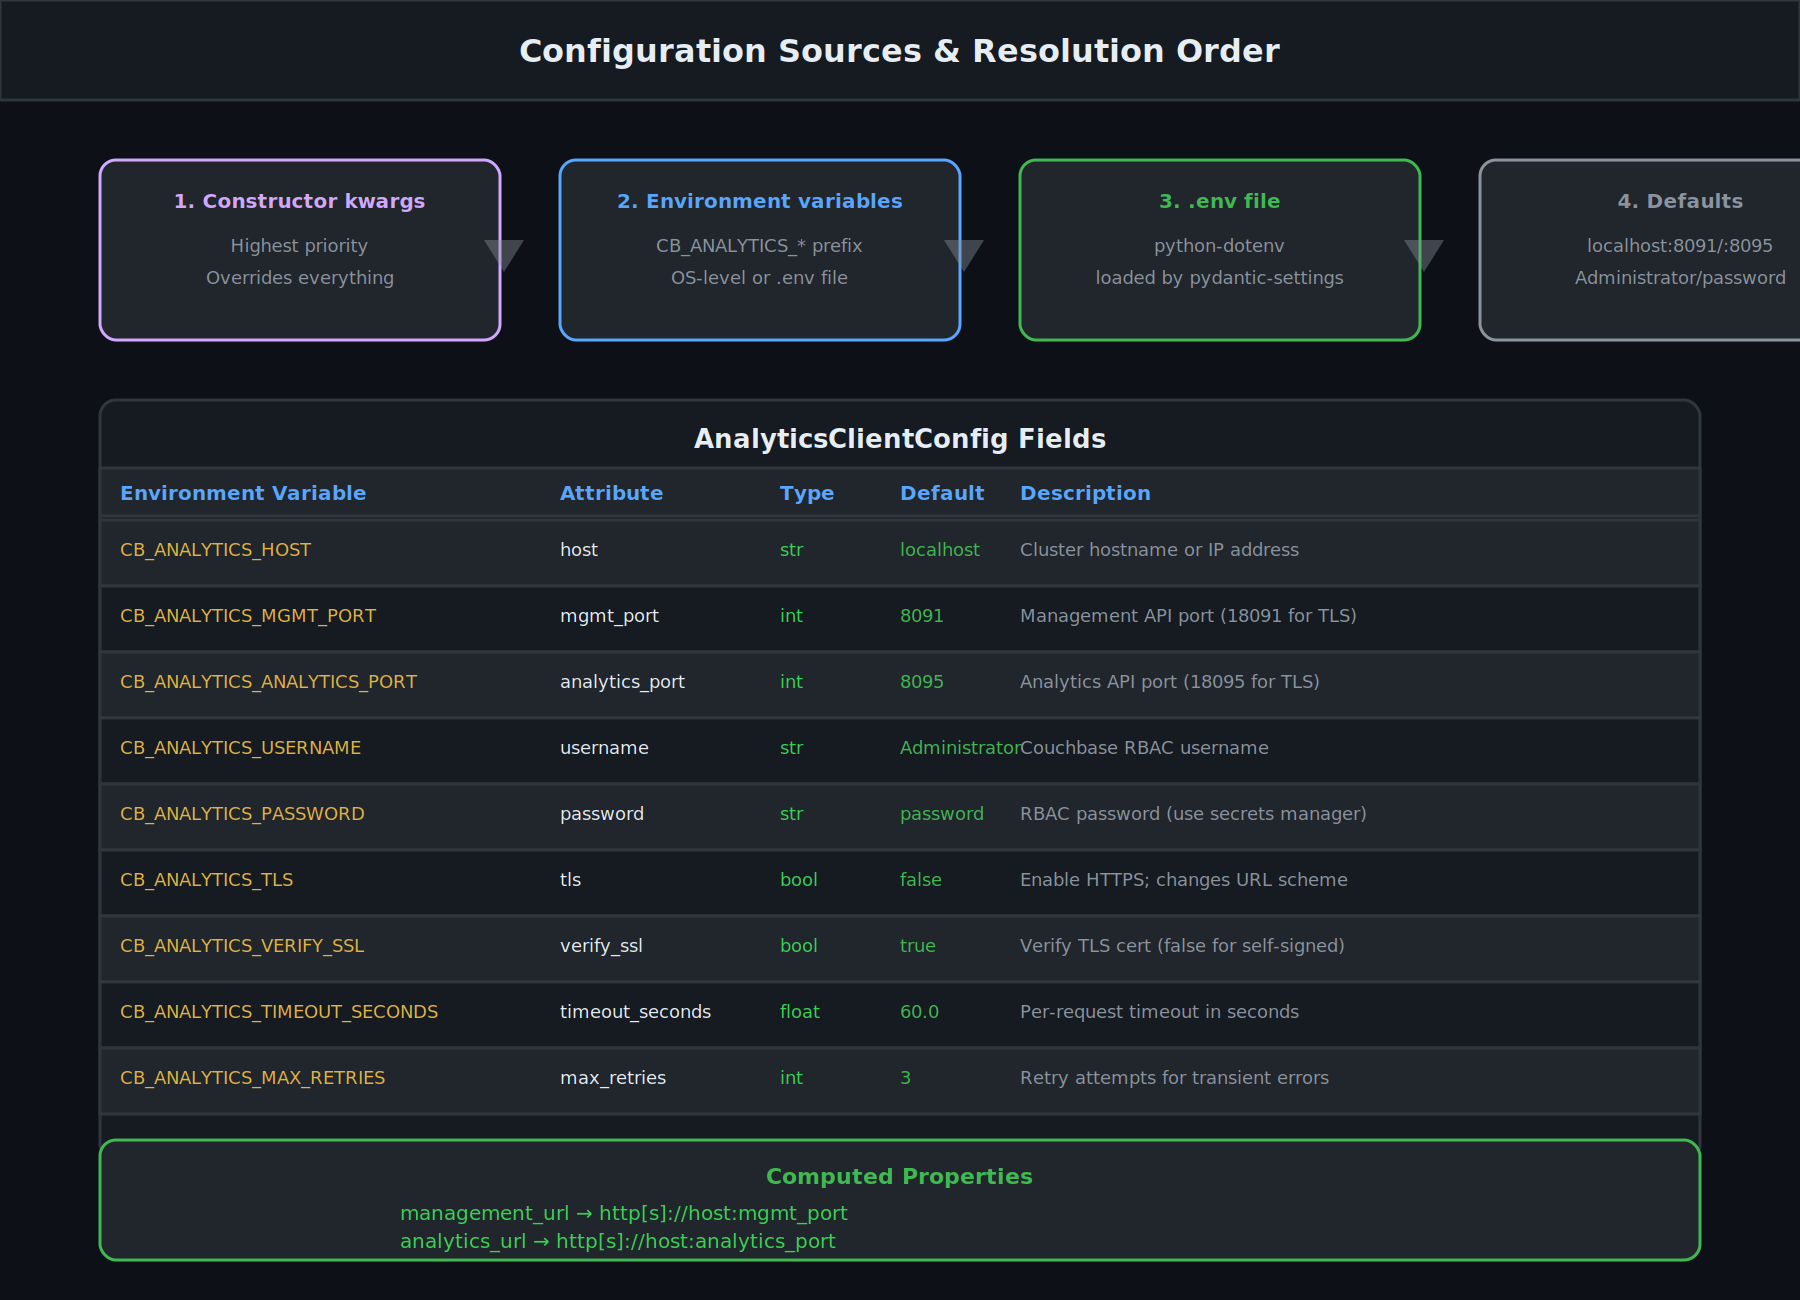 Configuration Sources & Resolution Order
1. Constructor kwargs
Highest priority
Overrides everything
2. Environment variables
CB_ANALYTICS_* prefix
OS-level or .env file
3. .env file
python-dotenv
loaded by pydantic-settings
4. Defaults
localhost:8091/:8095
Administrator/password
AnalyticsClientConfig Fields
Environment Variable Attribute Type Default Description
CB_ANALYTICS_HOST host str localhost Cluster hostname or IP address
CB_ANALYTICS_MGMT_PORT mgmt_port int 8091 Management API port (18091 for TLS)
CB_ANALYTICS_ANALYTICS_PORT analytics_port int 8095 Analytics API port (18095 for TLS)
CB_ANALYTICS_USERNAME username str Administrator Couchbase RBAC username
CB_ANALYTICS_PASSWORD password str password RBAC password (use secrets manager)
CB_ANALYTICS_TLS tls bool false Enable HTTPS; changes URL scheme
CB_ANALYTICS_VERIFY_SSL verify_ssl bool true Verify TLS cert (false for self-signed)
CB_ANALYTICS_TIMEOUT_SECONDS timeout_seconds float 60.0 Per-request timeout in seconds
CB_ANALYTICS_MAX_RETRIES max_retries int 3 Retry attempts for transient errors
Computed Properties
management_url → http[s]://host:mgmt_port
analytics_url → http[s]://host:analytics_port